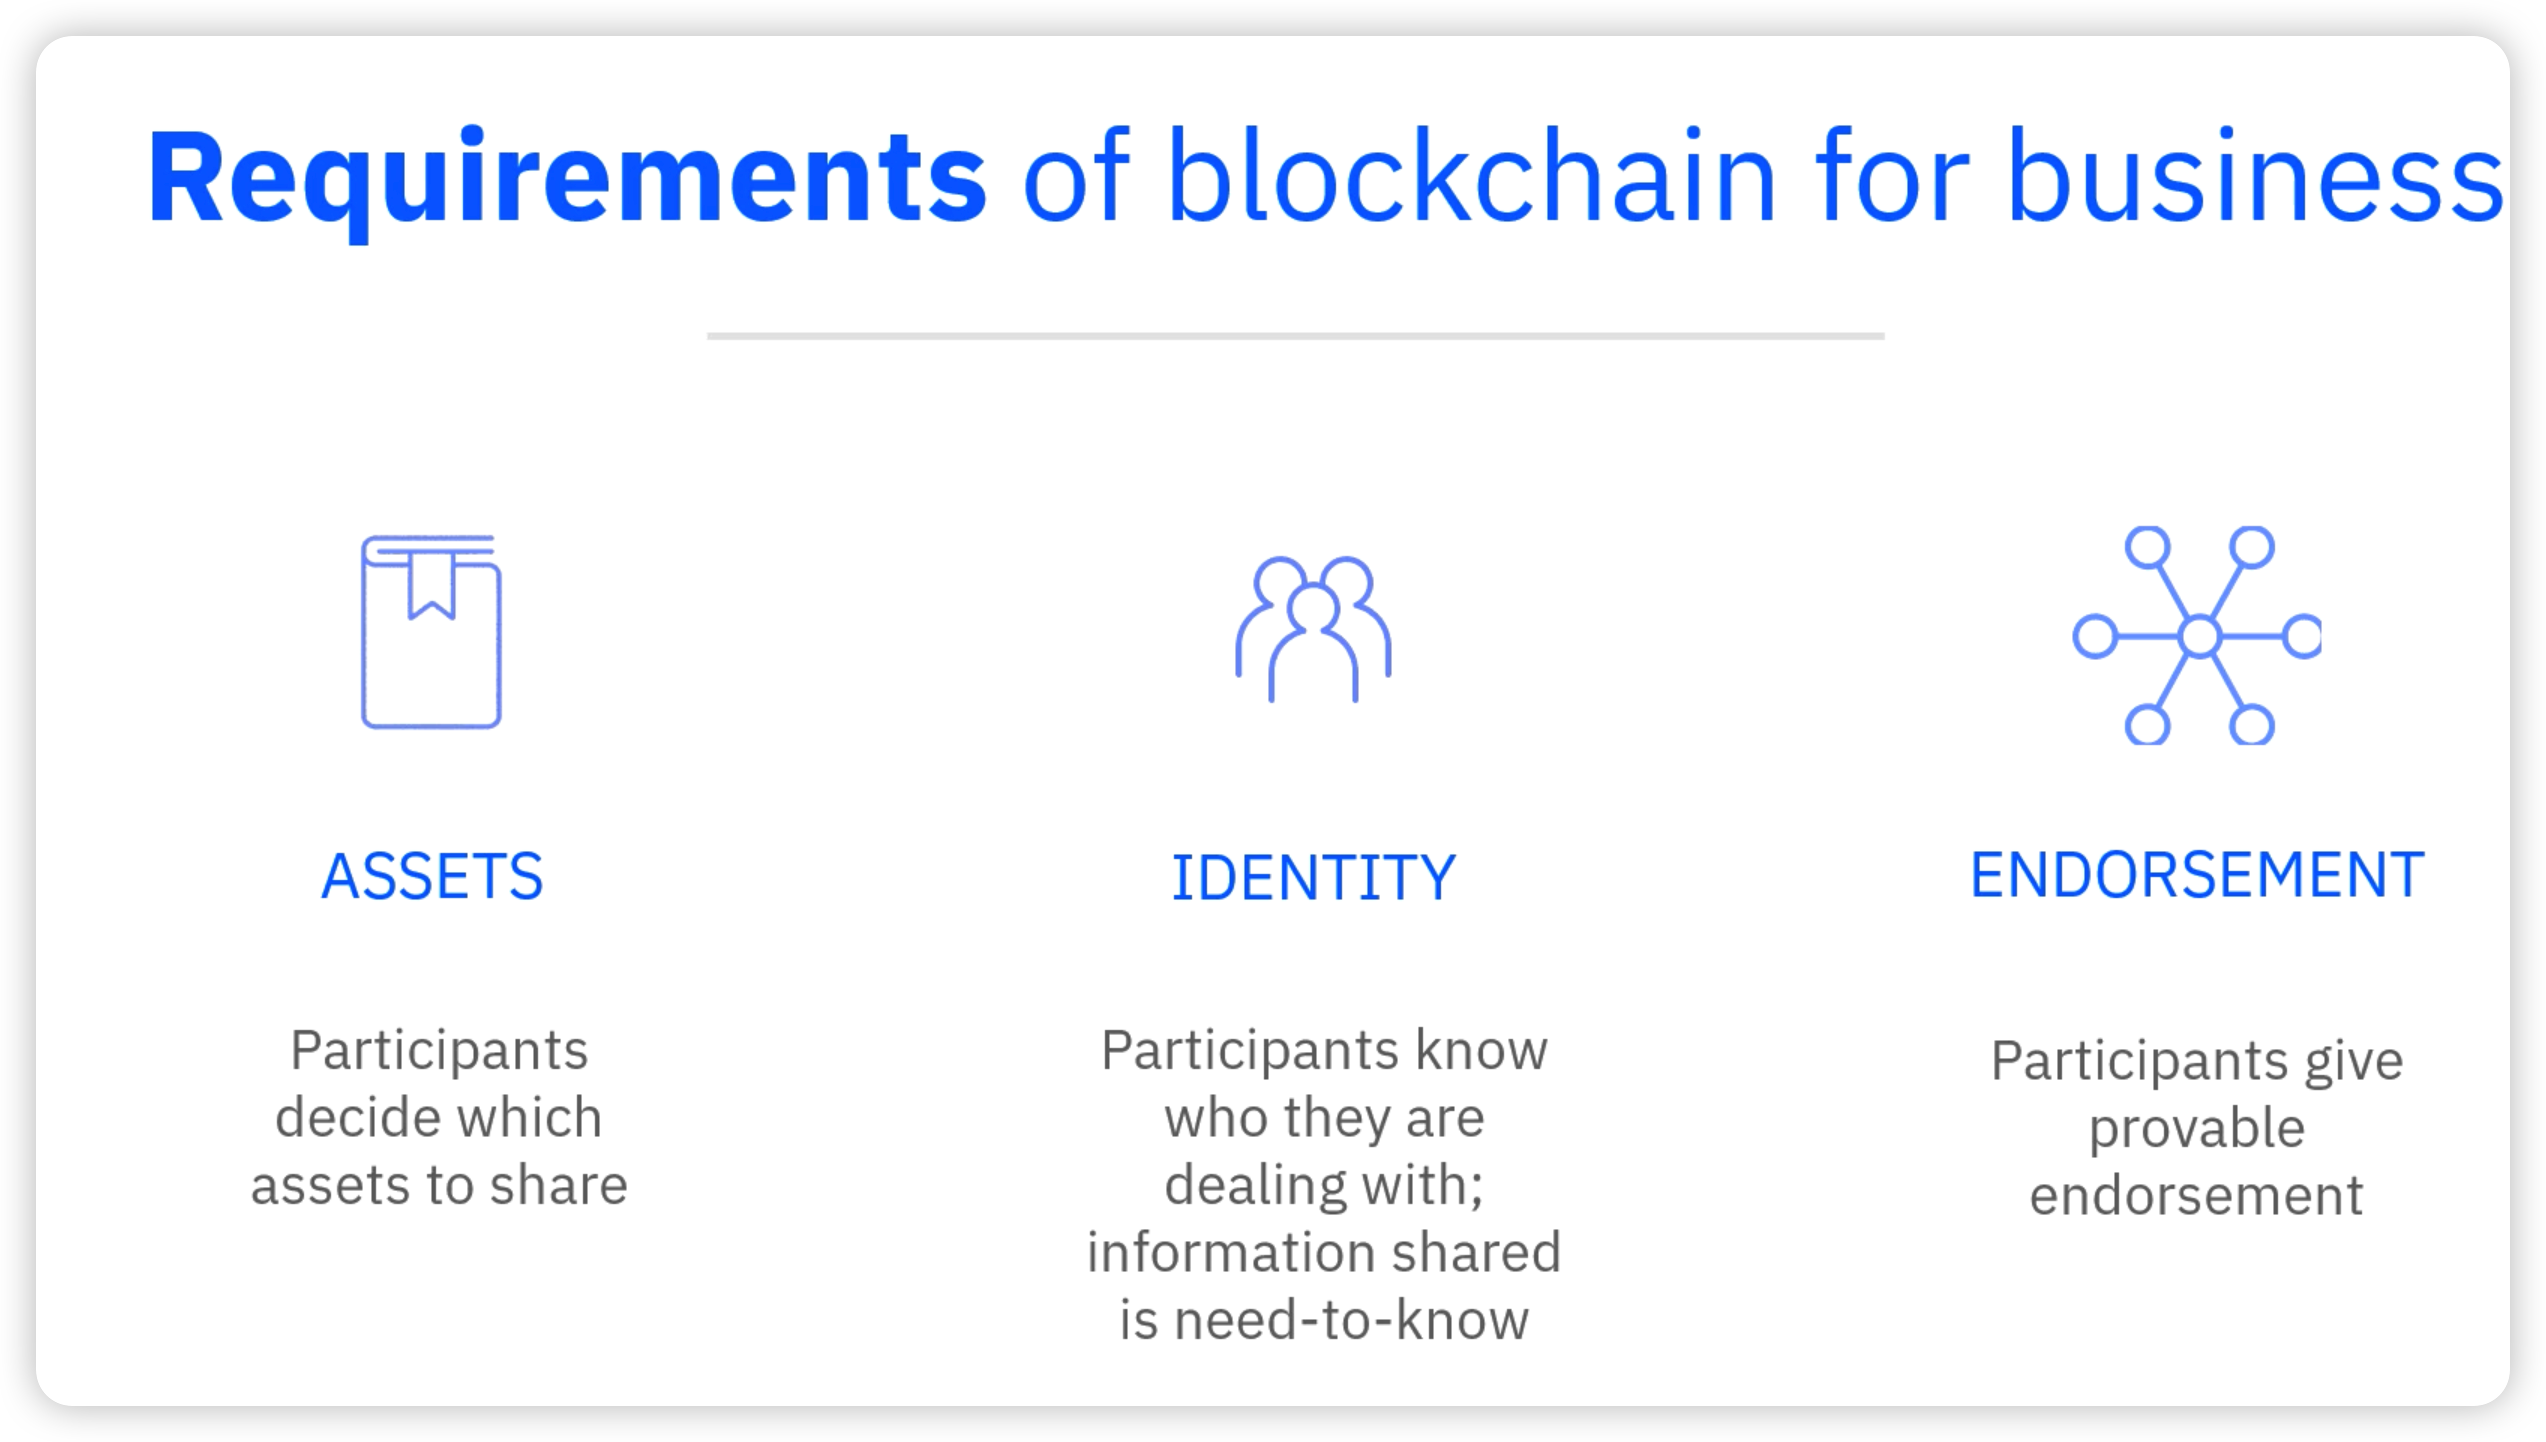 Requirements of blockchain for business
ASSETS
Participants
decide which
assets to share
IDENTITY
Participants know
who they are
dealing with;
information shared
is need-to-know
ENDORSEMENT
Participants give
provable
endorsement